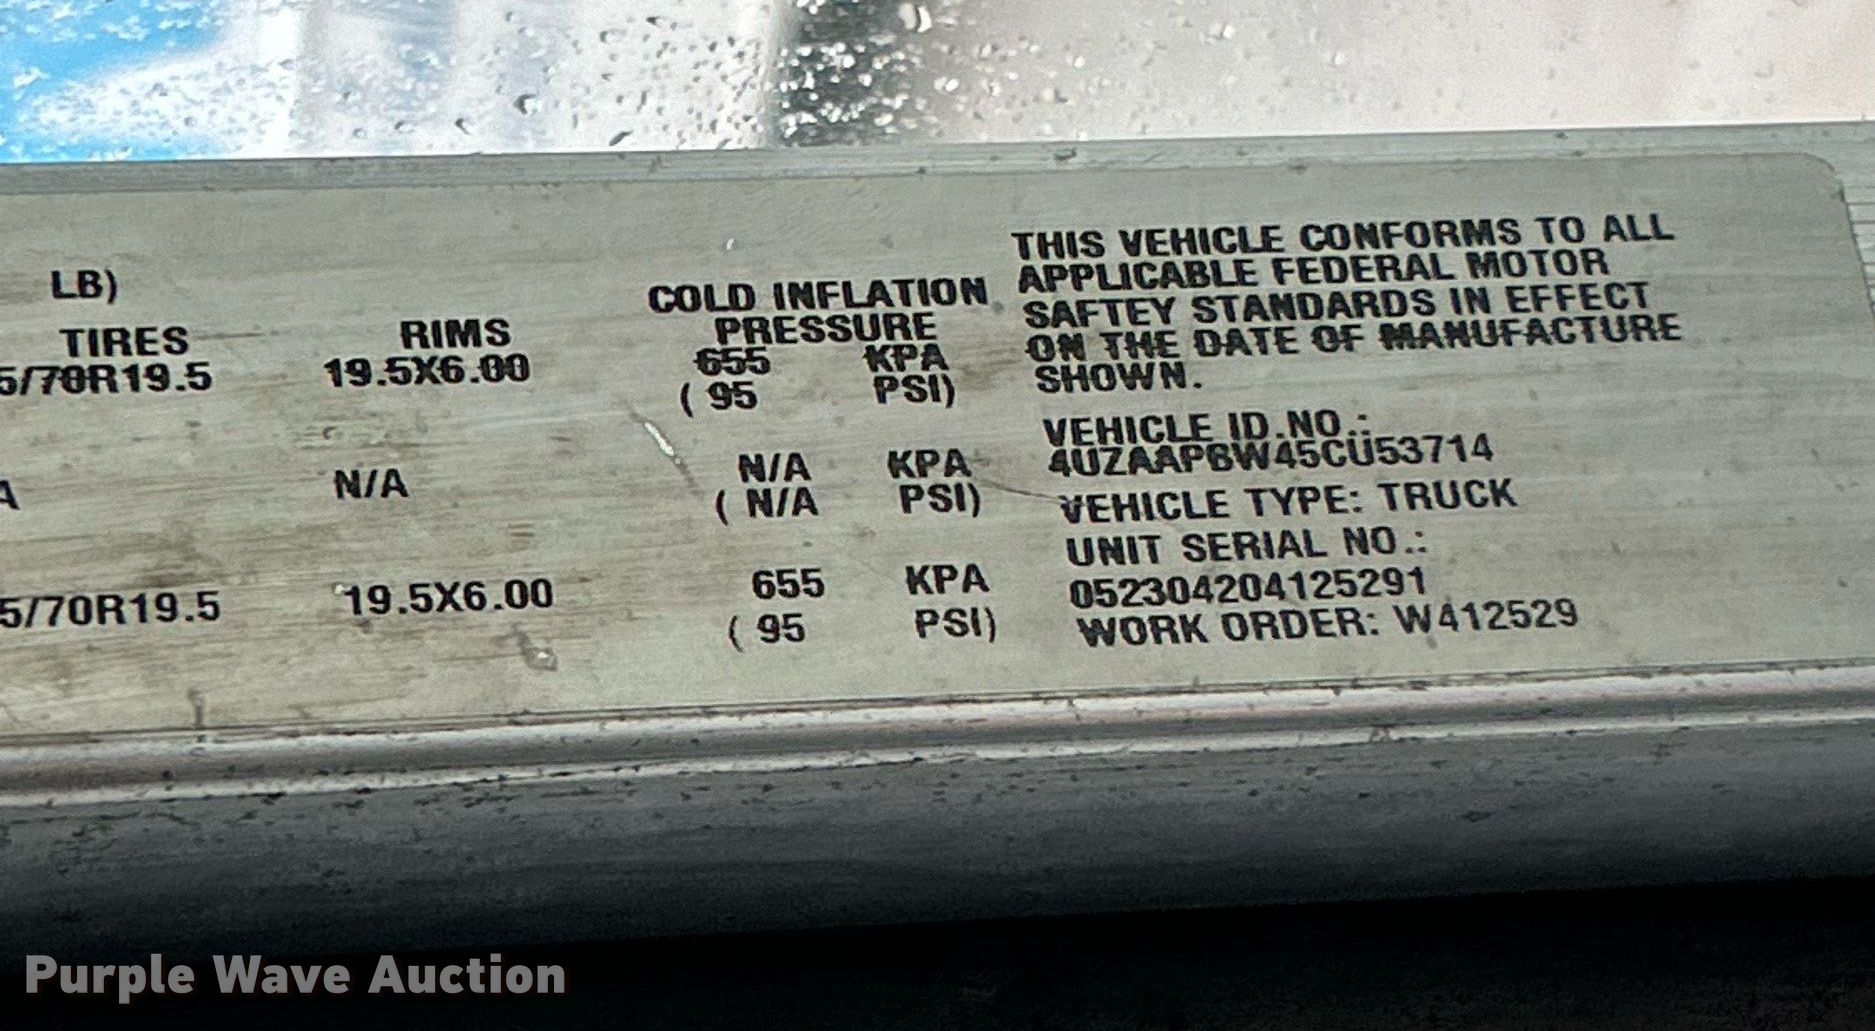 LB)
TIRES RIMS COLD INFLATION PRESSURE
5/70R19.5 19.5X6.00 655 KPA
( 95 PSI)
A N/A N/A KPA
( N/A PSI)
5/70R19.5 19.5X6.00 655 KPA
( 95 PSI)
THIS VEHICLE CONFORMS TO ALL
APPLICABLE FEDERAL MOTOR
SAFTEY STANDARDS IN EFFECT
ON THE DATE OF MANUFACTURE
SHOWN.
VEHICLE ID.NO.:
4UZAAPBW45CU53714
VEHICLE TYPE: TRUCK
UNIT SERIAL NO.:
052304204125291
WORK ORDER: W412529
Purple Wave Auction